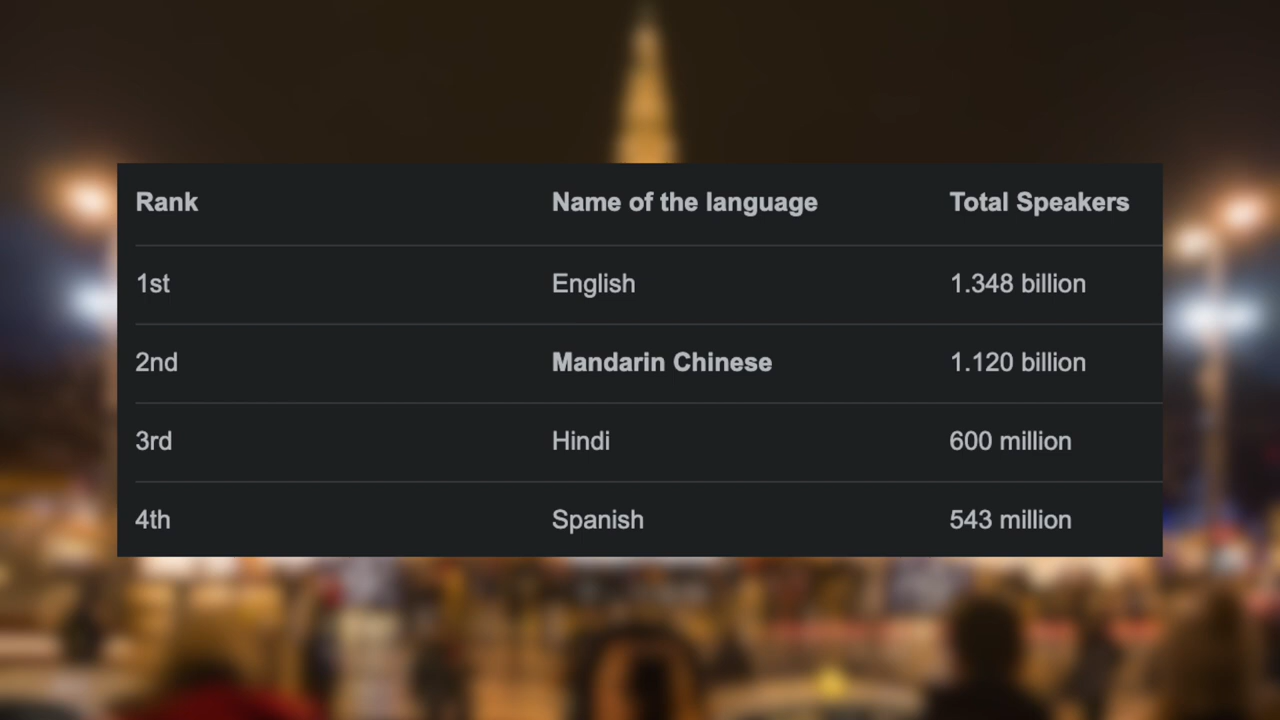 Rank Name of the language Total Speakers
1st English 1.348 billion
2nd Mandarin Chinese 1.120 billion
3rd Hindi 600 million
4th Spanish 543 million